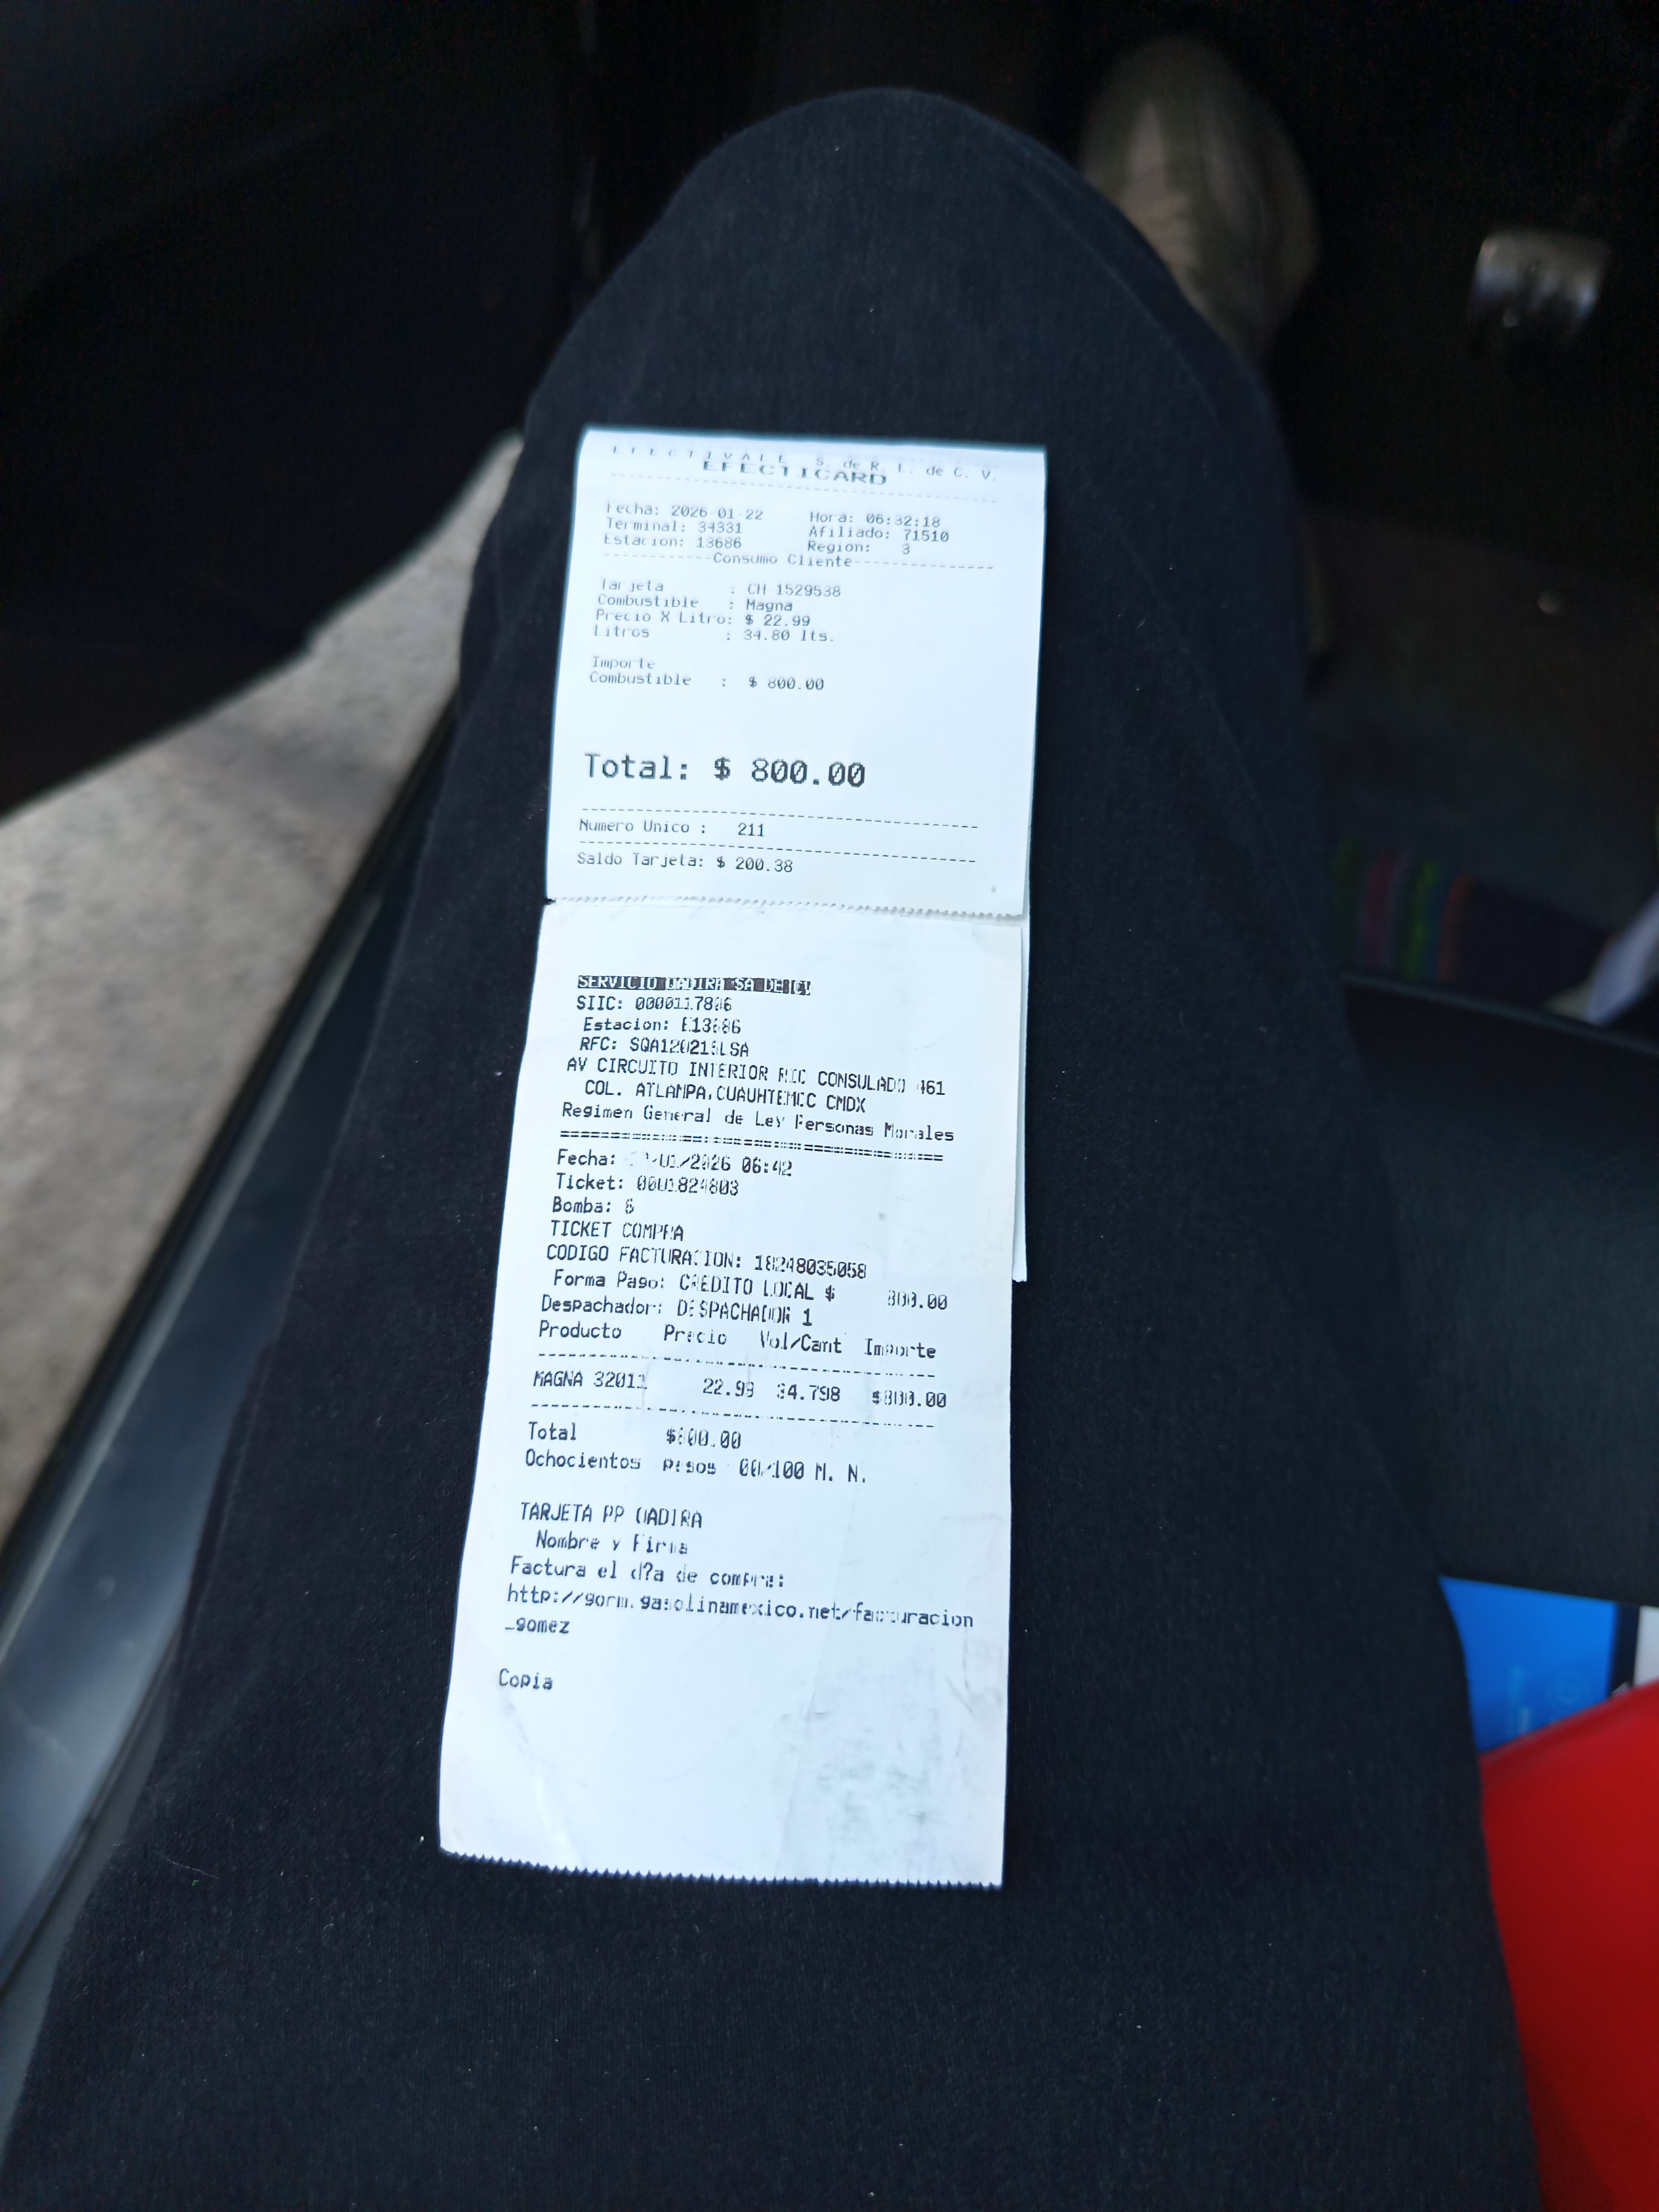 EFECTIVALE S. de R. L. de C. V.
EFECTICARD
Fecha: 2026-01-22 Hora: 06:32:18
Terminal: 34331 Afiliado: 71510
Estacion: 13686 Region: 3
------------Consumo Cliente---------------
Tarjeta : CH 1529538
Combustible : Magna
Precio X Litro: $ 22.99
Litros : 34.80 lts.
Importe
Combustible : $ 800.00
Total: $ 800.00
Numero Unico : 211
Saldo Tarjeta: $ 200.38
SERVICIO QADIRA SA DE CV
SIIC:
Estacion: E13686
RFC:
AV CIRCUITO INTERIOR RIO CONSULADO 461
COL. ATLAMPA,CUAUHTEMOC CMDX
Regimen General de Ley Personas Morales
Fecha: 06:42
Ticket: 0001824803
Bomba:
TICKET COMPRA
CODIGO FACTURACION: 18248035058
Forma Pago: CREDITO LOCAL $ 800.00
Despachador: DESPACHADOR 1
Producto Precio Vol/Cant Importe
MAGNA 32011 22.99 34.798 $800.00
Total $800.00
Ochocientos pesos 00/100 M. N.
TARJETA PP QADIRA
Nombre y Firma
Factura el d?a de compra:
http://gorm.gasolinamexico.net/facturacion
_gomez
Copia